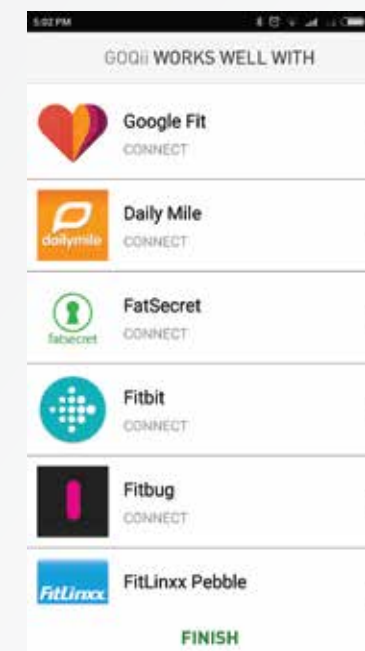 5:02 PM
GOQii WORKS WELL WITH
Google Fit
CONNECT
dailymile
Daily Mile
CONNECT
fatsecret
FatSecret
CONNECT
Fitbit
CONNECT
Fitbug
CONNECT
FitLinxx
FitLinxx Pebble
FINISH